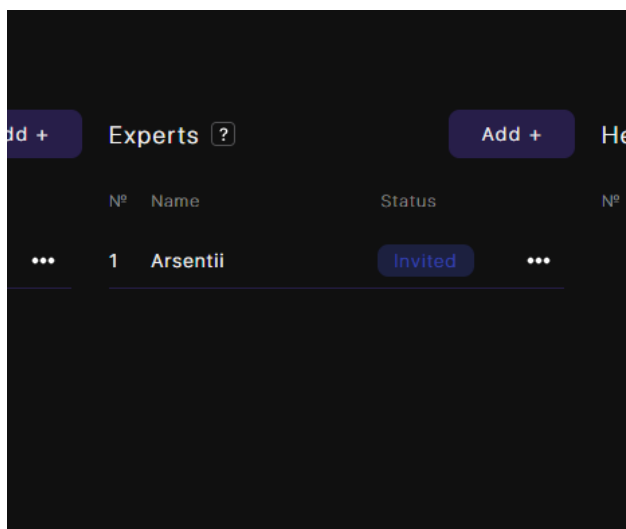 dd +
Experts ?
Add +
He
Nº Name Status
Nº
1 Arsentii Invited •••